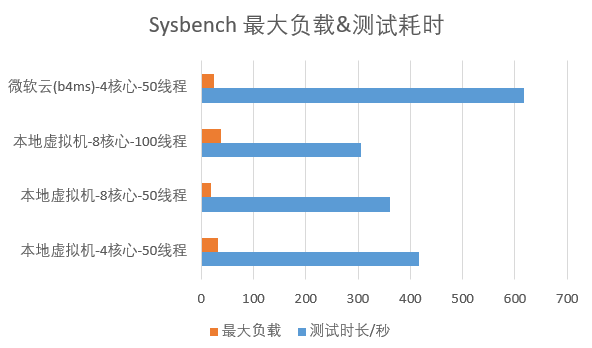 Sysbench 最大负载&测试耗时
微软云(b4ms)-4核心-50线程
本地虚拟机-8核心-100线程
本地虚拟机-8核心-50线程
本地虚拟机-4核心-50线程
0 100 200 300 400 500 600 700
最大负载 测试时长/秒